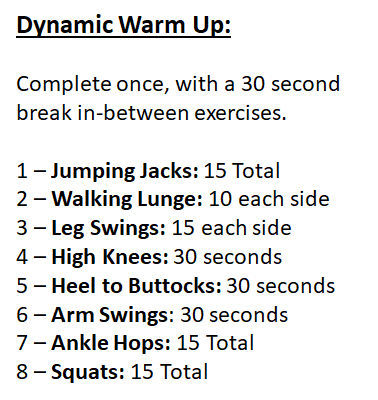 Dynamic Warm Up:
Complete once, with a 30 second
break in-between exercises.
1 – Jumping Jacks: 15 Total
2 – Walking Lunge: 10 each side
3 – Leg Swings: 15 each side
4 – High Knees: 30 seconds
5 – Heel to Buttocks: 30 seconds
6 – Arm Swings: 30 seconds
7 – Ankle Hops: 15 Total
8 – Squats: 15 Total